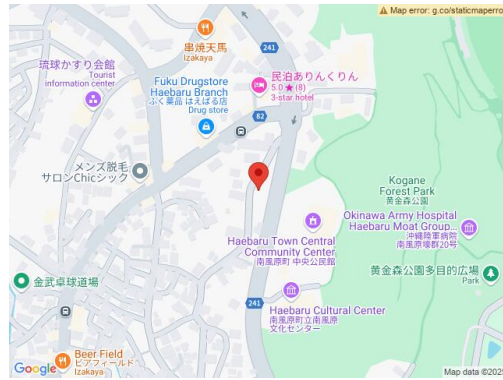 Map error: g.co/staticmaperro
串焼天馬
Izakaya
241
琉球かすり会館
Tourist
information center
Fuku Drugstore
Haebaru Branch
ふく薬品 はえばる店
Drug store
民泊ありんくりん
5.0 ★ (8)
3-star hotel
82
メンズ脱毛
サロンChicシック
Kogane
Forest Park
黄金森公園
Okinawa Army Hospital
Haebaru Moat Group...
沖縄陸軍病院
南風原壕群20号
Haebaru Town Central
Community Center
南風原町 中央公民館
黄金森公園多目的広場
Park
金武卓球道場
241
Haebaru Cultural Center
南風原町立南風原
文化センター
Beer Field
ビアフィールド
Izakaya
Google
Map data ©2025